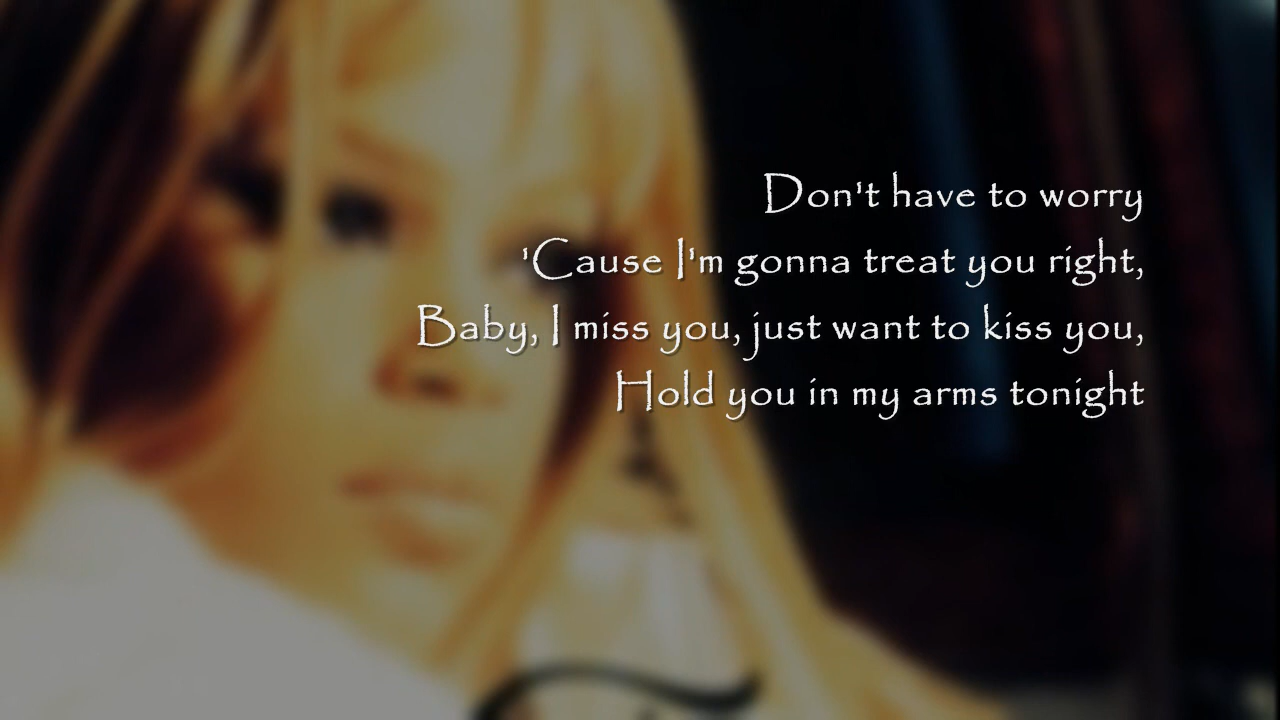 Don't have to worry
'Cause I'm gonna treat you right,
Baby, I miss you, just want to kiss you,
Hold you in my arms tonight